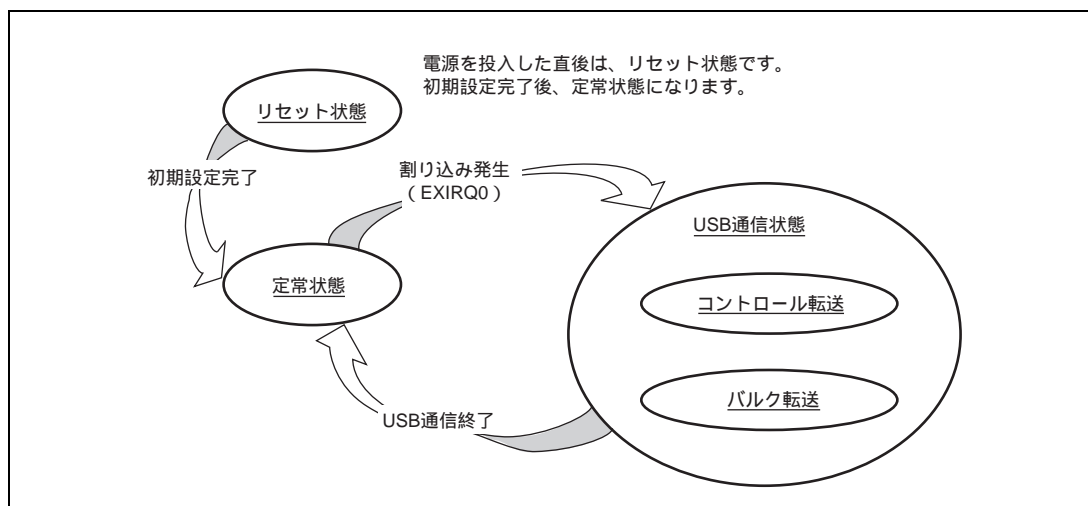 電源を投入した直後は、リセット状態です。
初期設定完了後、定常状態になります。
リセット状態
初期設定完了
割り込み発生
（EXIRQ0）
USB通信状態
定常状態
コントロール転送
バルク転送
USB通信終了